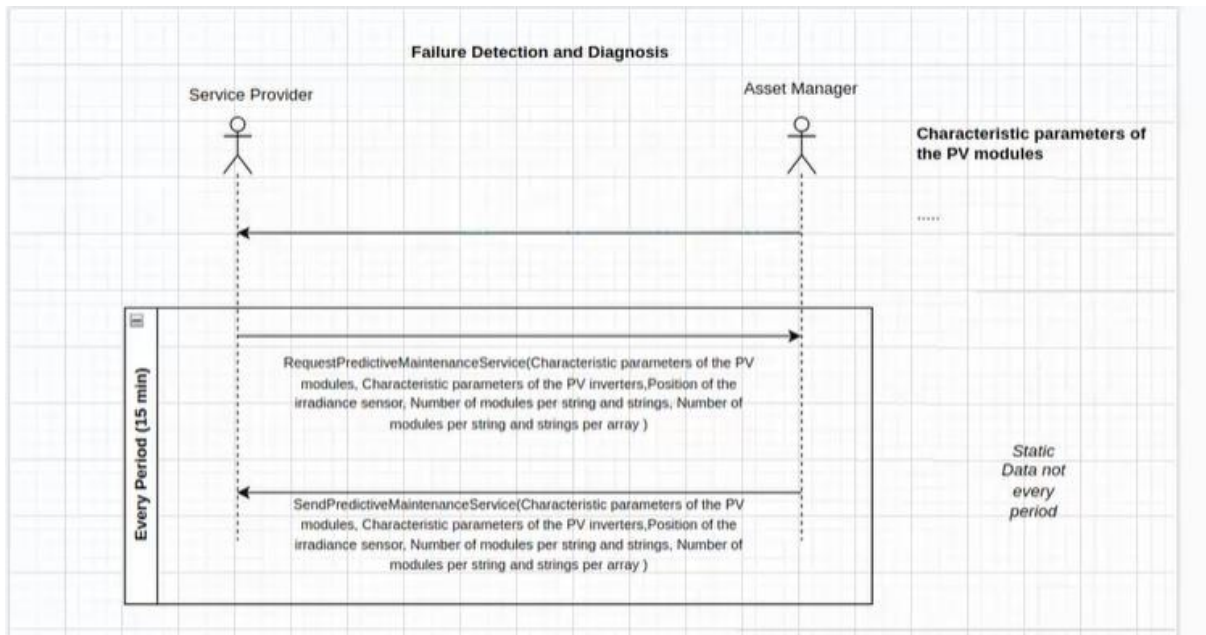 Failure Detection and Diagnosis
Service Provider
Asset Manager
Characteristic parameters of
the PV modules
.....
Every Period (15 min)
RequestPredictiveMaintenanceService(Characteristic parameters of the PV
modules, Characteristic parameters of the PV inverters,Position of the
irradiance sensor, Number of modules per string and strings, Number of
modules per string and strings per array )
SendPredictiveMaintenanceService(Characteristic parameters of the PV
modules, Characteristic parameters of the PV inverters,Position of the
irradiance sensor, Number of modules per string and strings, Number of
modules per string and strings per array )
Static
Data not
every
period